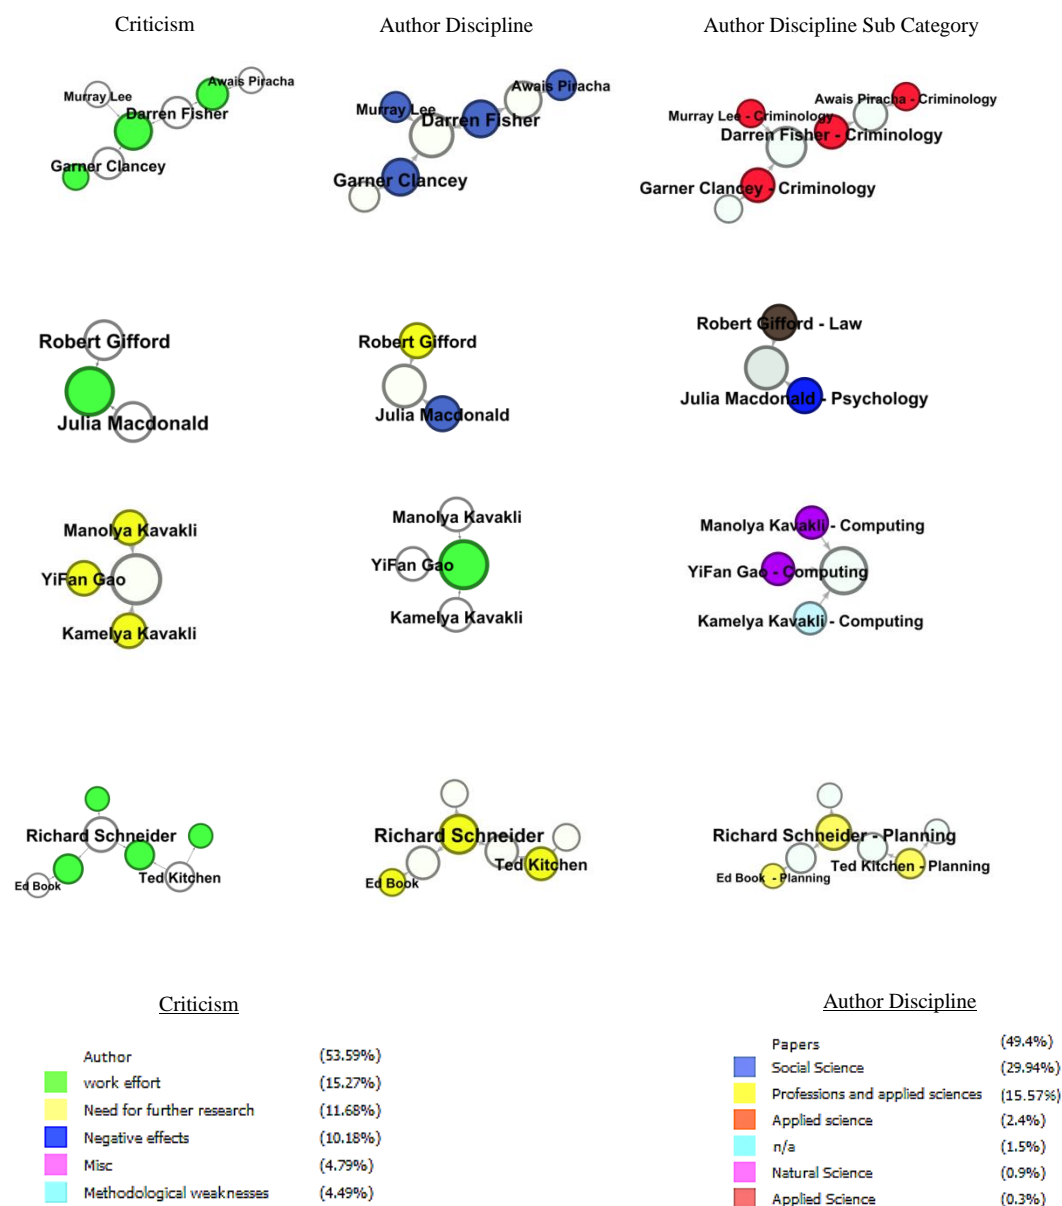 Criticism
Author Discipline
Author Discipline Sub Category
Murray Lee
Awais Piracha
Darren Fisher
Garner Clancey
Murray Lee
Awais Piracha
Darren Fisher
Garner Clancey
Awais Piracha - Criminology
Murray Lee - Criminology
Darren Fisher - Criminology
Garner Clancey - Criminology
Robert Gifford
Julia Macdonald
Robert Gifford
Julia Macdonald
Robert Gifford - Law
Julia Macdonald - Psychology
Manolya Kavakli
YiFan Gao
Kamelya Kavakli
Manolya Kavakli
YiFan Gao
Kamelya Kavakli
Manolya Kavakli - Computing
YiFan Gao - Computing
Kamelya Kavakli - Computing
Richard Schneider
Ed Book
Ted Kitchen
Richard Schneider
Ed Book
Ted Kitchen
Richard Schneider - Planning
Ed Book - Planning
Ted Kitchen - Planning
Criticism
Author (53.59%)
work effort (15.27%)
Need for further research (11.68%)
Negative effects (10.18%)
Misc (4.79%)
Methodological weaknesses (4.49%)
Author Discipline
Papers (49.4%)
Social Science (29.94%)
Professions and applied sciences (15.57%)
Applied science (2.4%)
n/a (1.5%)
Natural Science (0.9%)
Applied Science (0.3%)